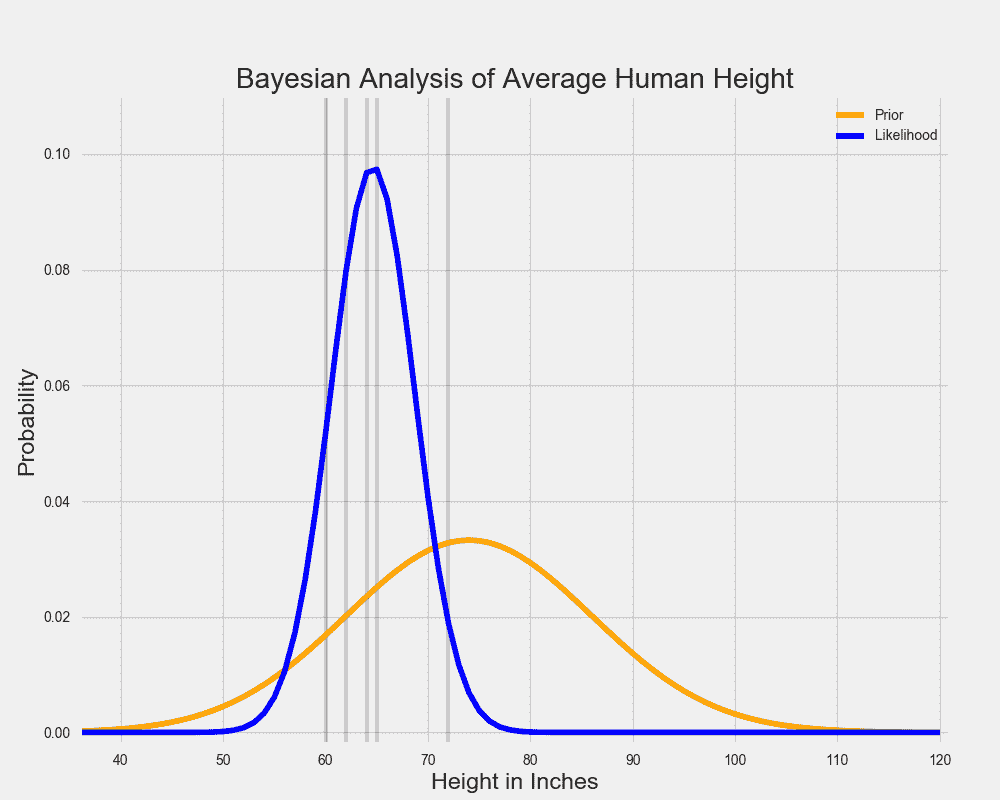 Bayesian Analysis of Average Human Height
Prior
Likelihood
0.10
0.08
0.06
0.04
0.02
0.00
Probability
40 50 60 70 80 90 100 110 120
Height in Inches